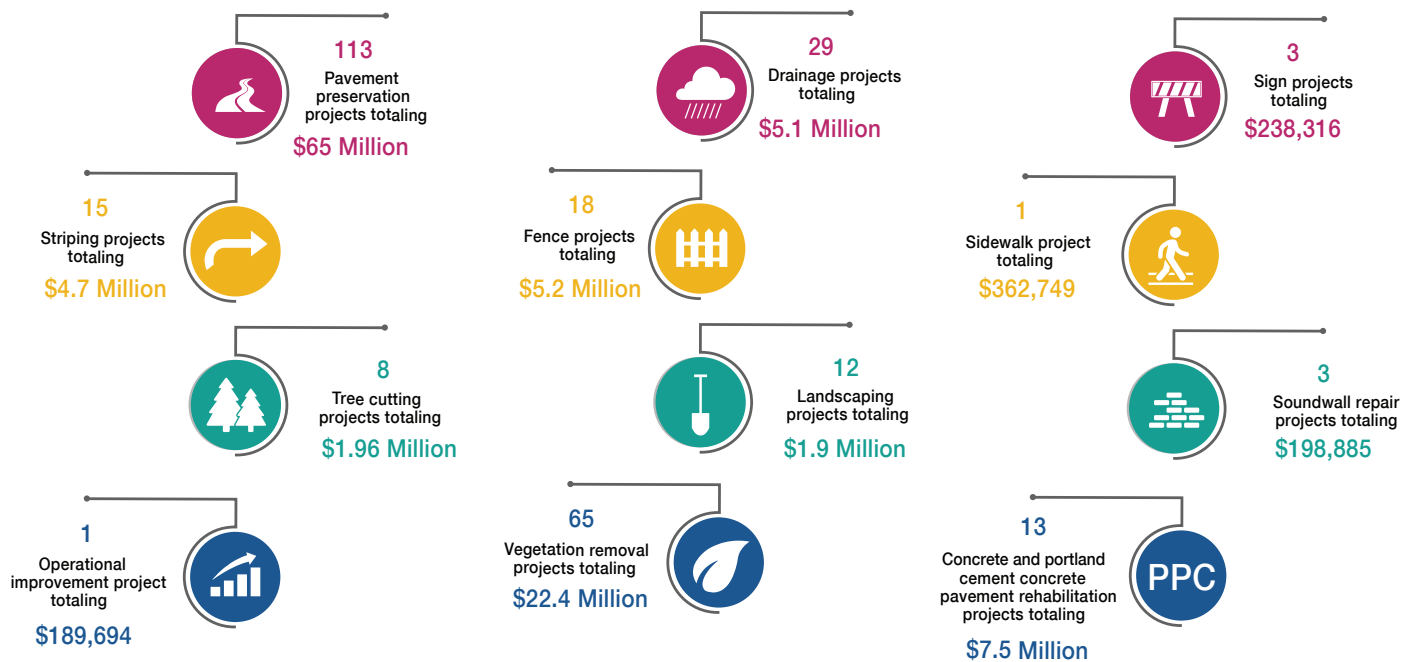 113
Pavement
preservation
projects totaling
$65 Million
29
Drainage projects
totaling
$5.1 Million
3
Sign projects
totaling
$238,316
15
Striping projects
totaling
$4.7 Million
18
Fence projects
totaling
$5.2 Million
1
Sidewalk project
totaling
$362,749
8
Tree cutting
projects totaling
$1.96 Million
12
Landscaping
projects totaling
$1.9 Million
3
Soundwall repair
projects totaling
$198,885
1
Operational
improvement project
totaling
$189,694
65
Vegetation removal
projects totaling
$22.4 Million
13
Concrete and portland
cement concrete
pavement rehabilitation
projects totaling
$7.5 Million
PPC